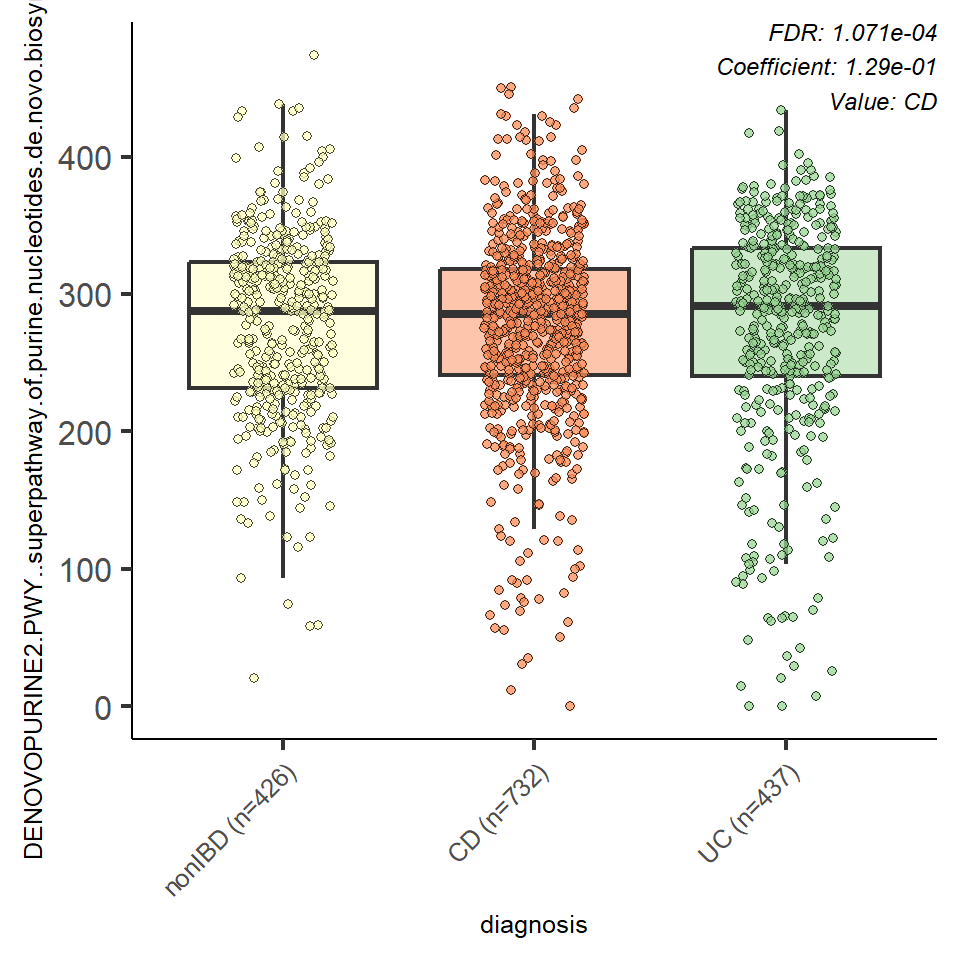 FDR: 1.071e-04
Coefficient: 1.29e-01
Value: CD
DENOVOPURINE2.PWY..superpathway.of.purine.nucleotides.de.novo.biosy
400
300
200
100
0
nonIBD (n=426)
CD (n=732)
UC (n=437)
diagnosis